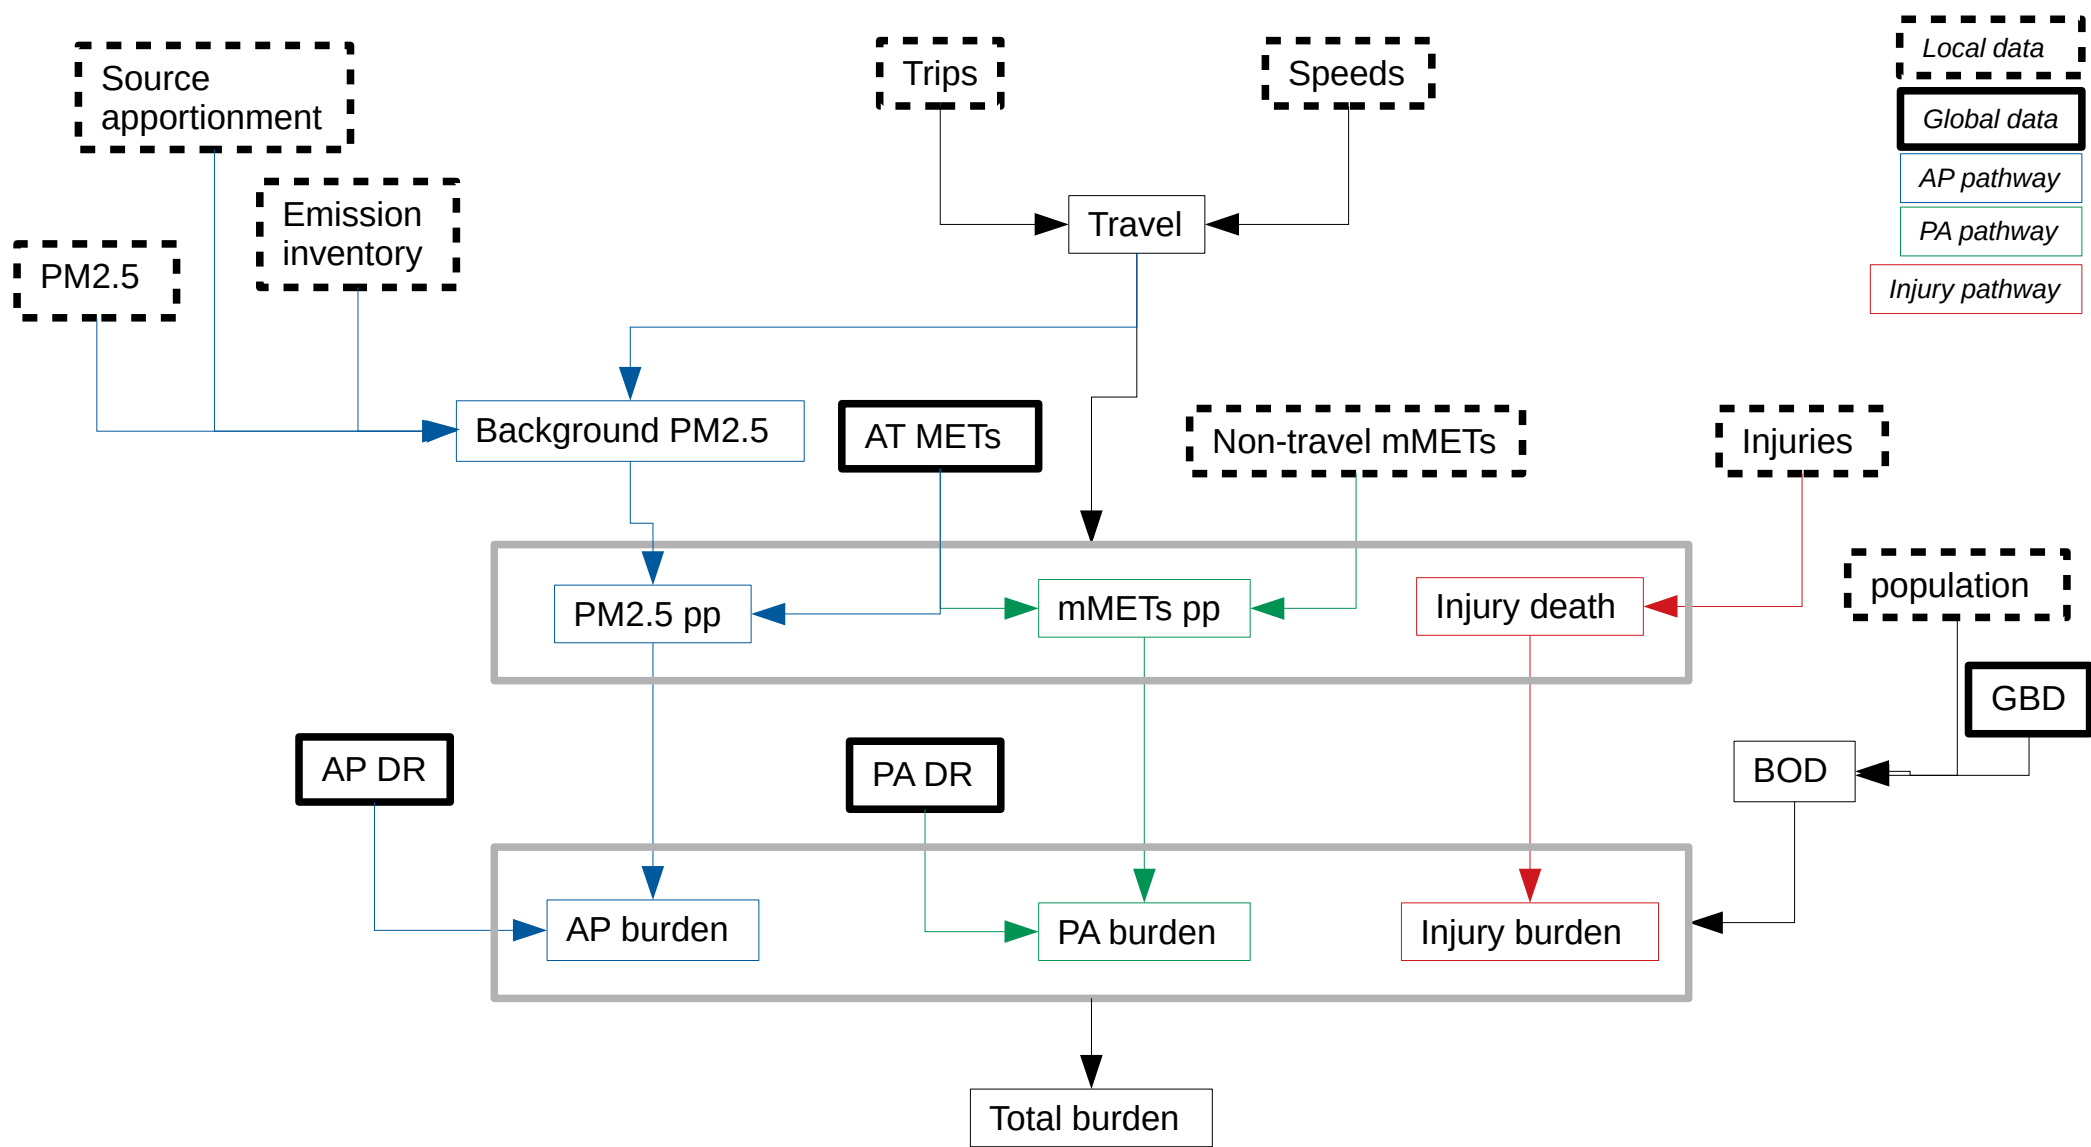 Source
apportionment
Trips
Speeds
Local data
Global data
AP pathway
PA pathway
Injury pathway
Emission
inventory
PM2.5
Travel
Background PM2.5
AT METs
Non-travel mMETs
Injuries
PM2.5 pp
mMETs pp
Injury death
population
GBD
AP DR
PA DR
BOD
AP burden
PA burden
Injury burden
Total burden